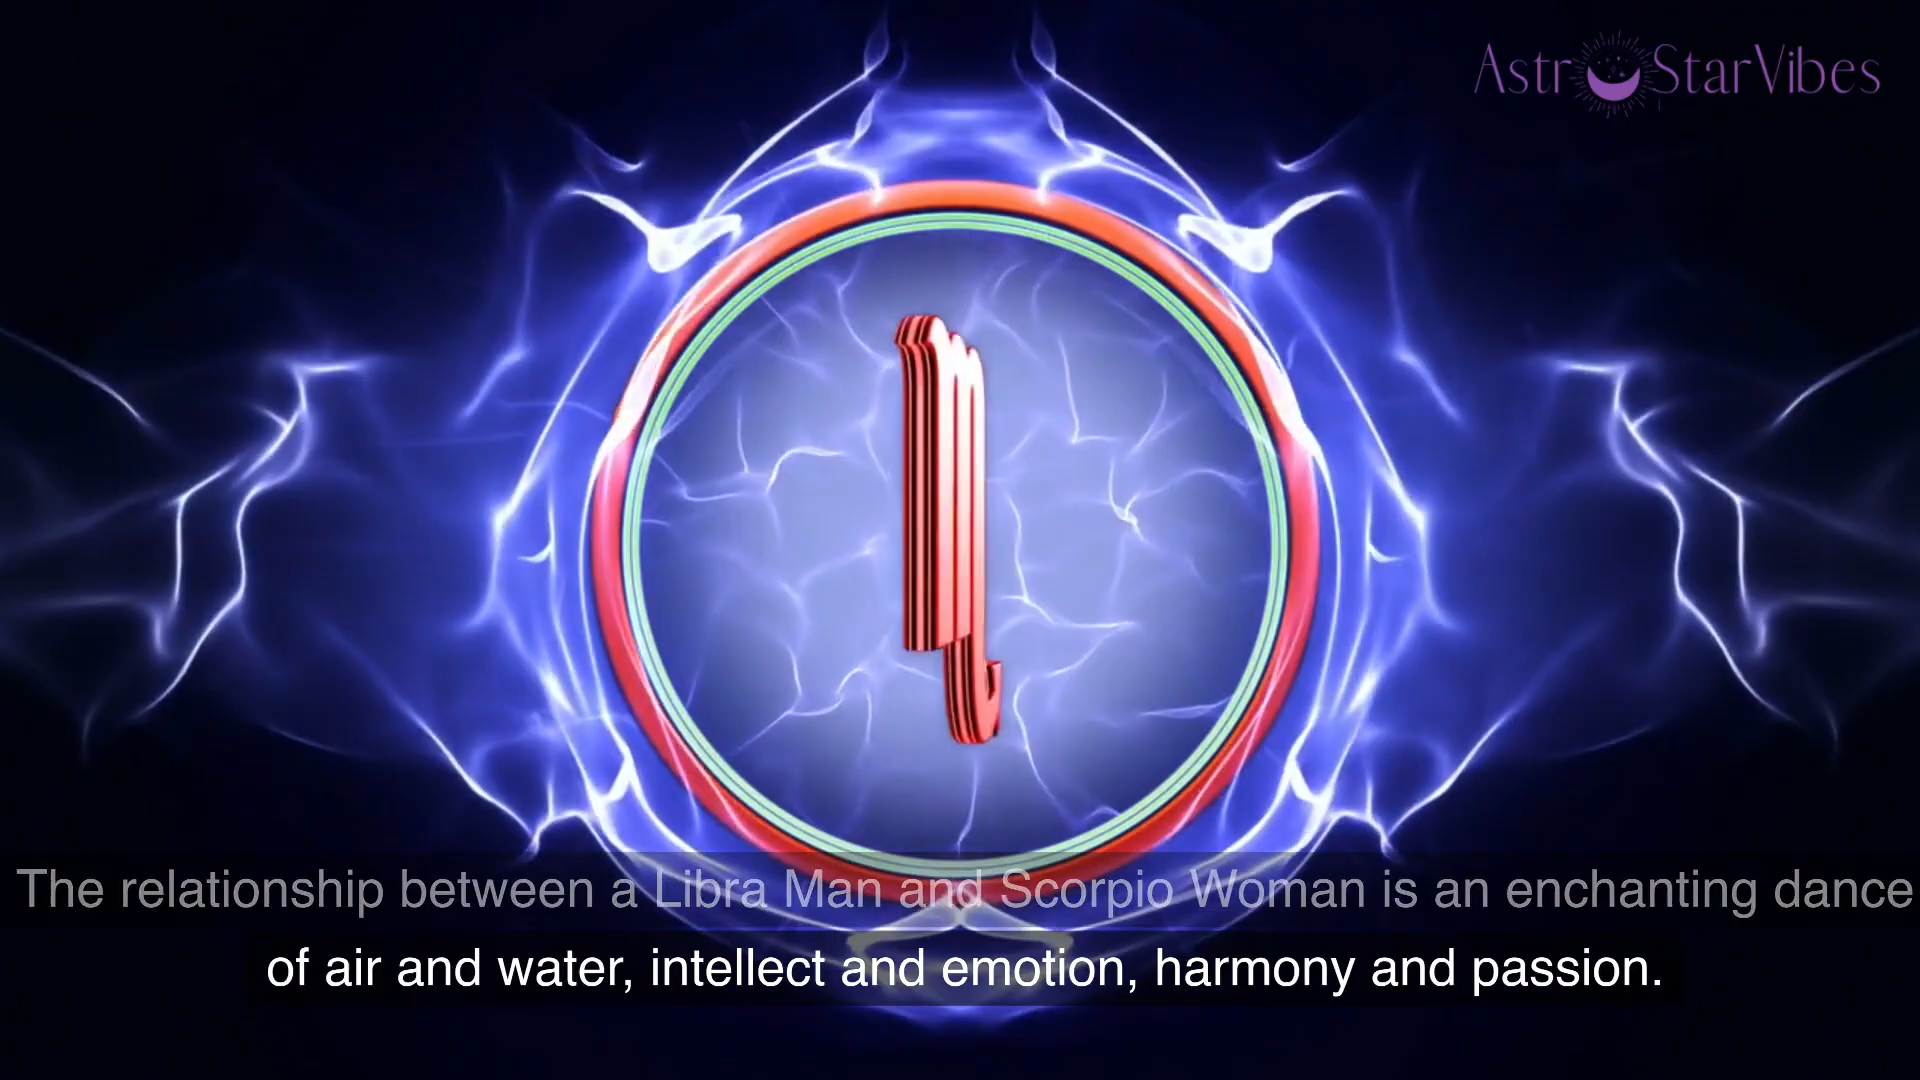 AstroStarVibes
The relationship between a Libra Man and Scorpio Woman is an enchanting dance
of air and water, intellect and emotion, harmony and passion.